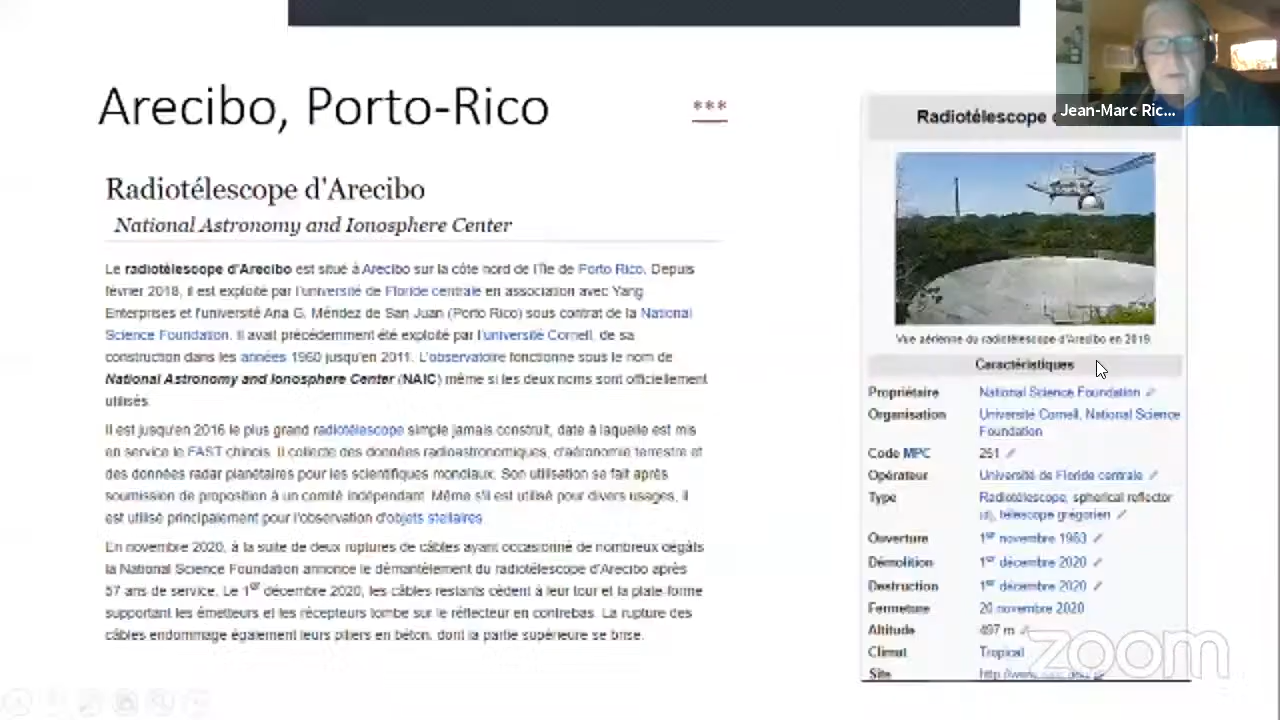 Arecibo, Porto-Rico
***
Radiotélescope d'Arecibo
National Astronomy and Ionosphere Center
Le radiotélescope d'Arecibo est situé à Arecibo sur la côte nord de l'île de Porto Rico. Depuis
février 2018, il est exploité par l'université de Floride centrale en association avec Yang
Enterprises et l'université Ana G. Méndez de San Juan (Porto Rico) sous contrat de la National
Science Foundation. Il avait précédemment été exploité par l'université Cornell, de sa
construction dans les années 1960 jusqu'en 2011. L'observatoire fonctionne sous le nom de
National Astronomy and Ionosphere Center (NAIC) même si les deux noms sont officiellement
utilisés.
Il est jusqu'en 2016 le plus grand radiotélescope simple jamais construit, date à laquelle est mis
en service le FAST chinois. Il collecte des données radioastronomiques, d'aéronomie terrestre et
des données radar planétaires pour les scientifiques mondiaux. Son utilisation se fait après
soumission de proposition à un comité indépendant. Même s'il est utilisé pour divers usages, il
est utilisé principalement pour l'observation d'objets stellaires.
En novembre 2020, à la suite de deux ruptures de câbles ayant occasionné de nombreux dégâts
la National Science Foundation annonce le démantèlement du radiotélescope d'Arecibo après
57 ans de service. Le 1er décembre 2020, les câbles restants cèdent à leur tour et la plate-forme
supportant les émetteurs et les récepteurs tombe sur le réflecteur en contrebas. La rupture des
câbles endommage également leurs piliers en béton, dont la partie supérieure se brise.
Jean-Marc Ric...
Radiotélescope
Vue aérienne du radiotélescope d'Arecibo en 2019.
Caractéristiques
Propriétaire National Science Foundation
Organisation Université Cornell, National Science
Foundation
Code MPC 251
Opérateur Université de Floride centrale
Type Radiotélescope, spherical reflector
(d), télescope grégorien
Ouverture 1er novembre 1963
Démolition 1er décembre 2020
Destruction 1er décembre 2020
Fermeture 20 novembre 2020
Altitude 497 m
Climat Tropical
Site
zoom